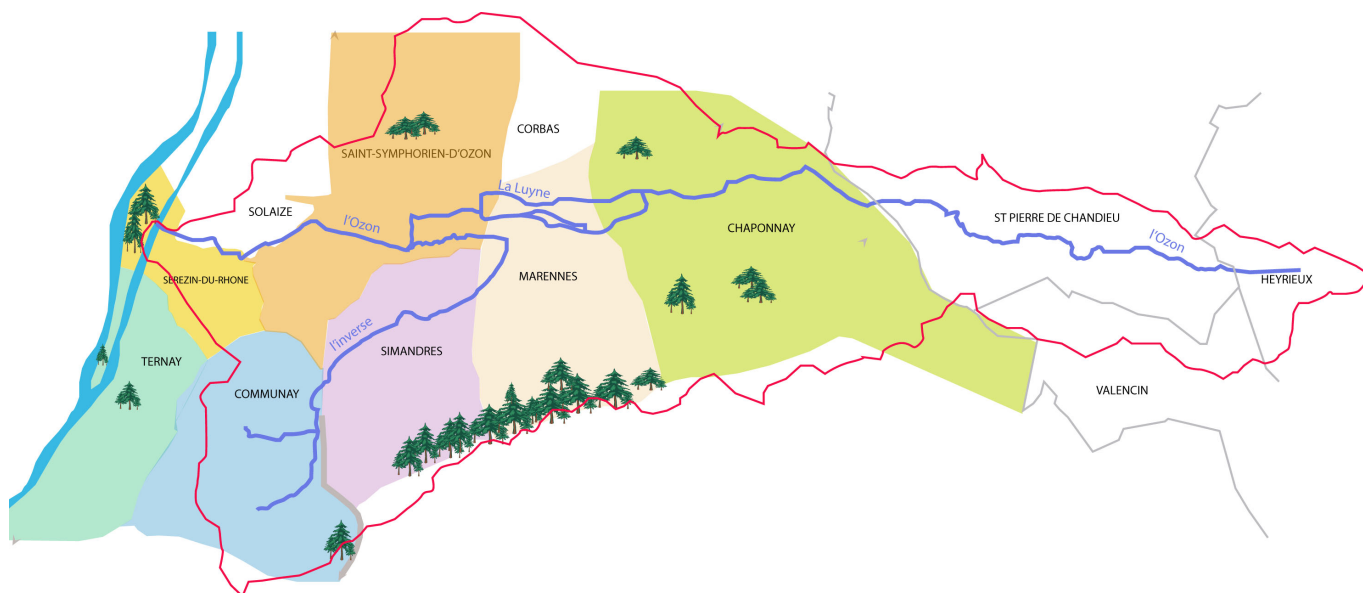 CORBAS
SAINT-SYMPHORIEN-D'OZON
La Luyne
SOLAIZE
l'Ozon
ST PIERRE DE CHANDIEU
CHAPONNAY
l'Ozon
SEREZIN-DU-RHONE
MARENNES
HEYRIEUX
l'inverse
SIMANDRES
TERNAY
COMMUNAY
VALENCIN